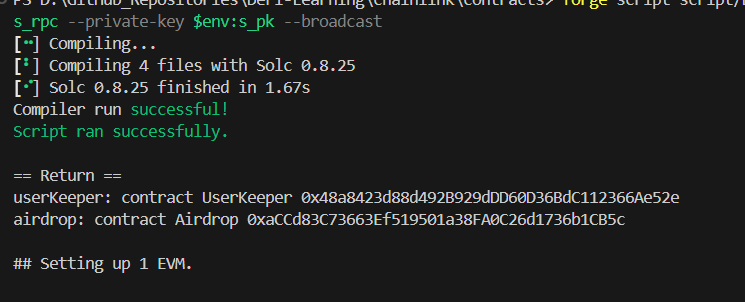 PS D:\Github_Repositories\DeFi-Learning\Chainlink\Contracts> forge script script/
s_rpc --private-key $env:s_pk --broadcast
[⠒] Compiling...
[⠃] Compiling 4 files with Solc 0.8.25
[⠊] Solc 0.8.25 finished in 1.67s
Compiler run successful!
Script ran successfully.
== Return ==
userKeeper: contract UserKeeper 0x48a8423d88d492B929dDD60D36BdC112366Ae52e
airdrop: contract Airdrop 0xaCCd83C73663Ef519501a38FA0C26d1736b1CB5c
## Setting up 1 EVM.